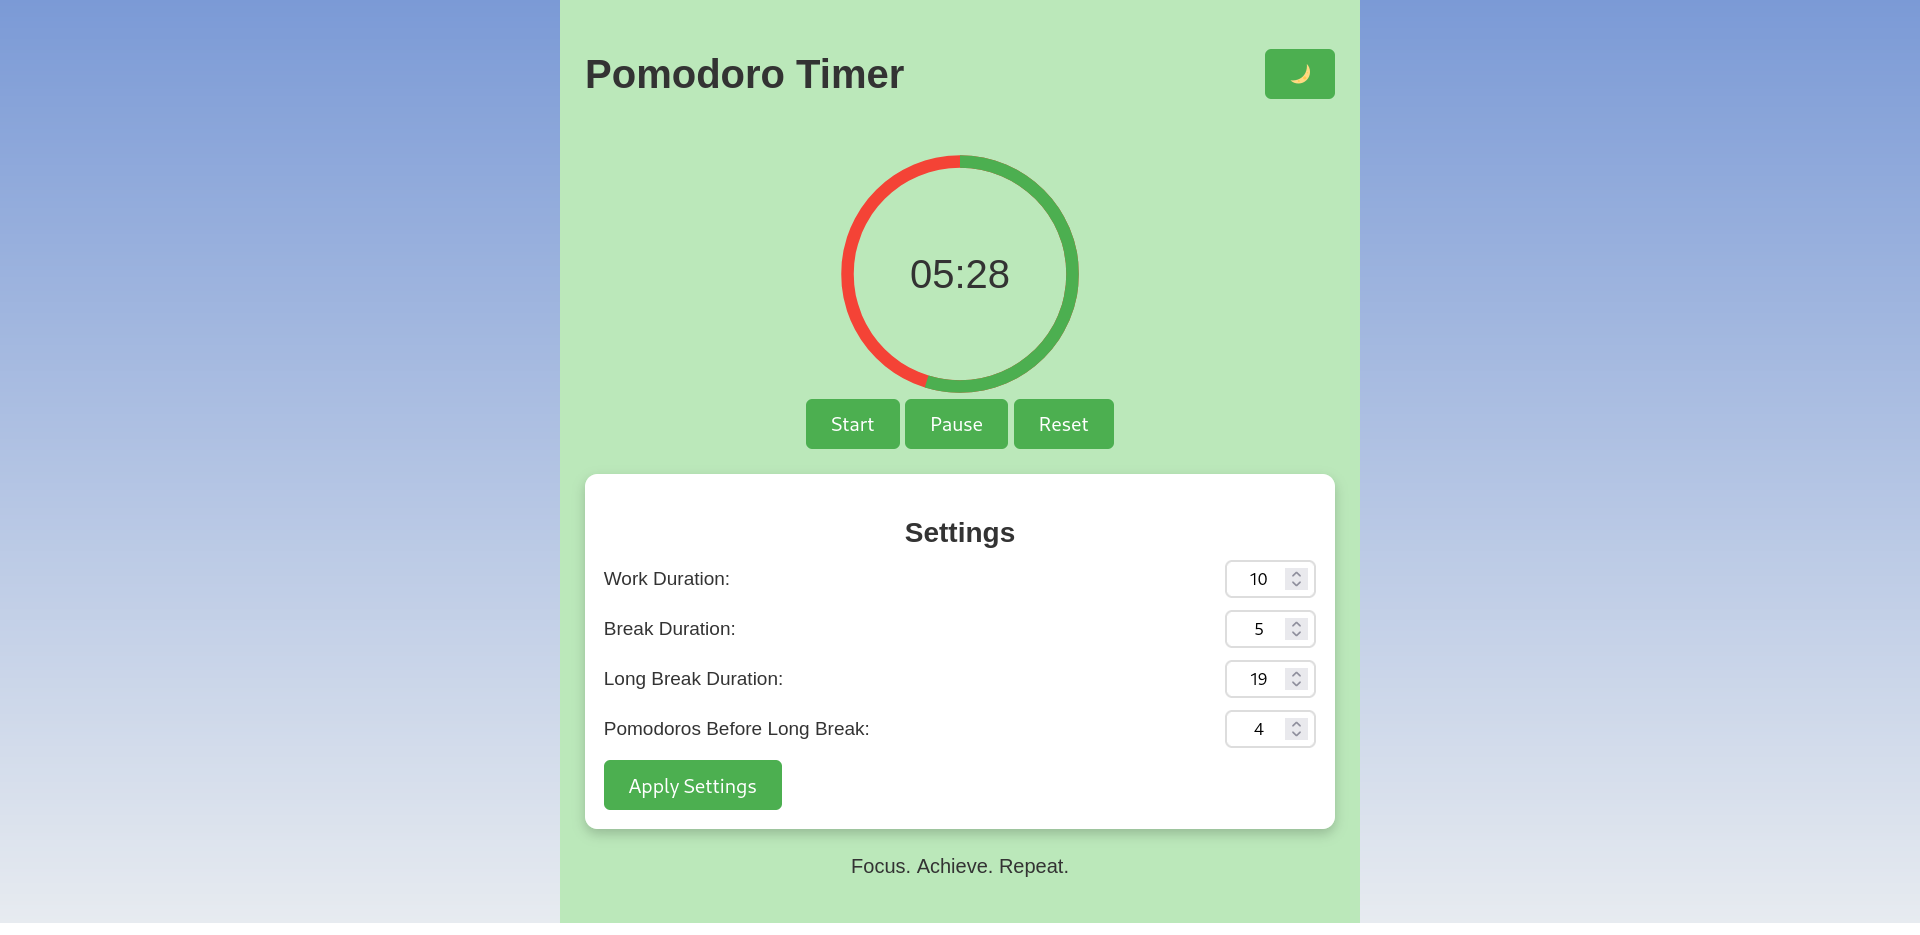 Pomodoro Timer
05:28
Start Pause Reset
Settings
Work Duration: 10
Break Duration: 5
Long Break Duration: 19
Pomodoros Before Long Break: 4
Apply Settings
Focus. Achieve. Repeat.